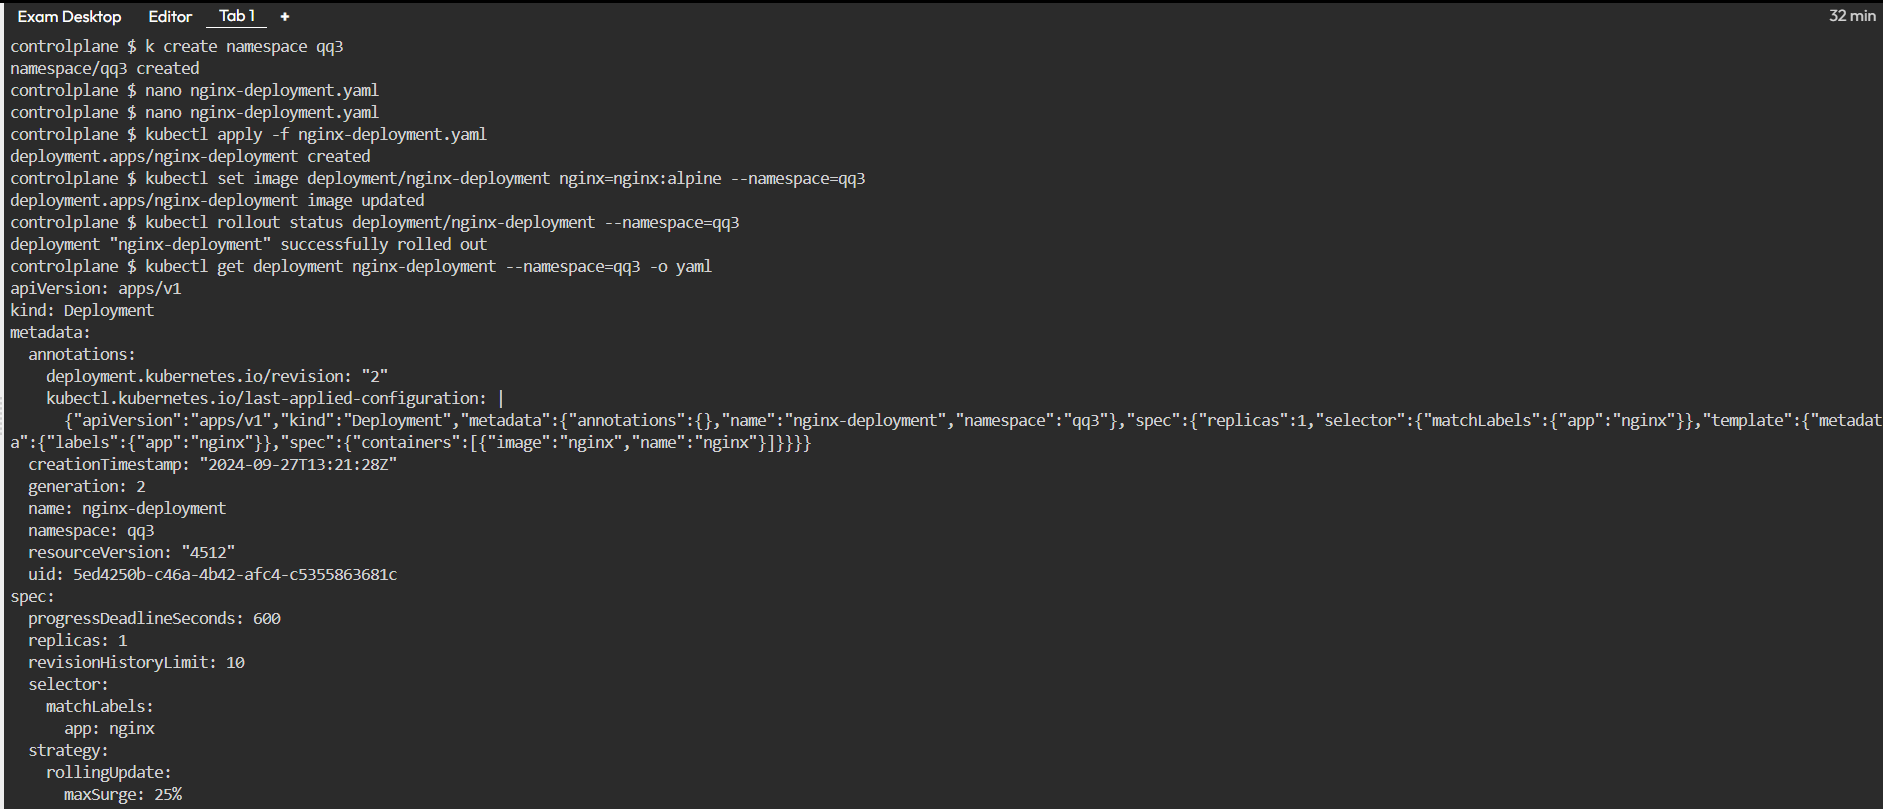 Exam Desktop Editor Tab 1 + 32 min
controlplane $ k create namespace qq3
namespace/qq3 created
controlplane $ nano nginx-deployment.yaml
controlplane $ nano nginx-deployment.yaml
controlplane $ kubectl apply -f nginx-deployment.yaml
deployment.apps/nginx-deployment created
controlplane $ kubectl set image deployment/nginx-deployment nginx=nginx:alpine --namespace=qq3
deployment.apps/nginx-deployment image updated
controlplane $ kubectl rollout status deployment/nginx-deployment --namespace=qq3
deployment "nginx-deployment" successfully rolled out
controlplane $ kubectl get deployment nginx-deployment --namespace=qq3 -o yaml
apiVersion: apps/v1
kind: Deployment
metadata:
  annotations:
    deployment.kubernetes.io/revision: "2"
    kubectl.kubernetes.io/last-applied-configuration: |
      {"apiVersion":"apps/v1","kind":"Deployment","metadata":{"annotations":{},"name":"nginx-deployment","namespace":"qq3"},"spec":{"replicas":1,"selector":{"matchLabels":{"app":"nginx"}},"template":{"metadat
a":{"labels":{"app":"nginx"}},"spec":{"containers":[{"image":"nginx","name":"nginx"}]}}}}
  creationTimestamp: "2024-09-27T13:21:28Z"
  generation: 2
  name: nginx-deployment
  namespace: qq3
  resourceVersion: "4512"
  uid: 5ed4250b-c46a-4b42-afc4-c5355863681c
spec:
  progressDeadlineSeconds: 600
  replicas: 1
  revisionHistoryLimit: 10
  selector:
    matchLabels:
      app: nginx
  strategy:
    rollingUpdate:
      maxSurge: 25%